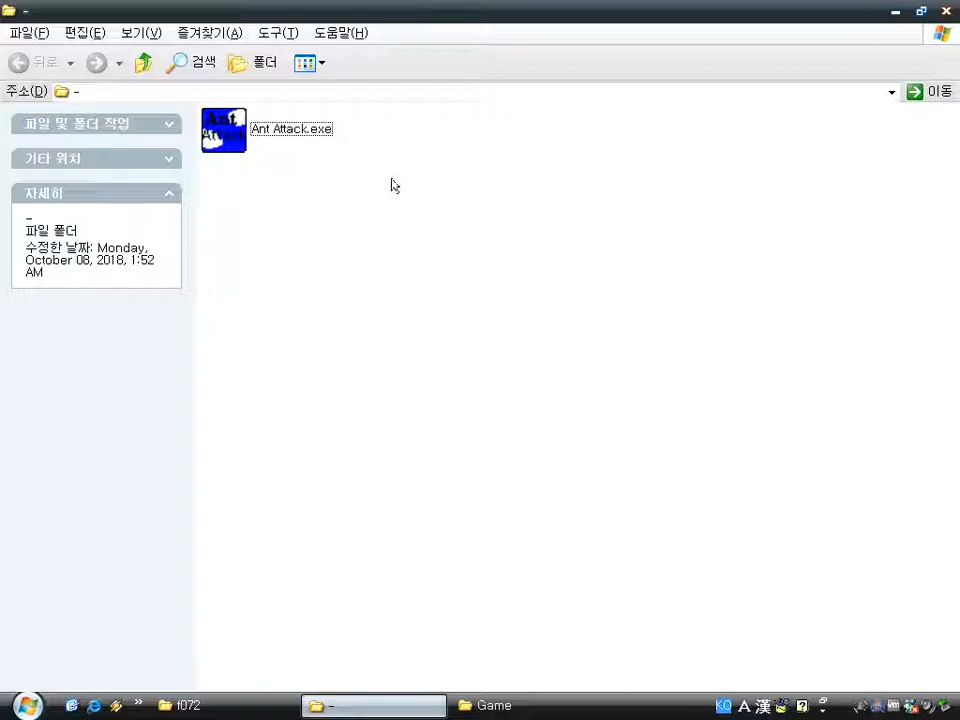 -
파일(F) 편집(E) 보기(V) 즐겨찾기(A) 도구(T) 도움말(H)
뒤로 검색 폴더
주소(D) - 이동
파일 및 폴더 작업
기타 위치
자세히
-
파일 폴더
수정한 날짜: Monday,
October 08, 2018, 1:52
AM
Ant
Attack
Ant Attack.exe
f072 - Game KO A 漢